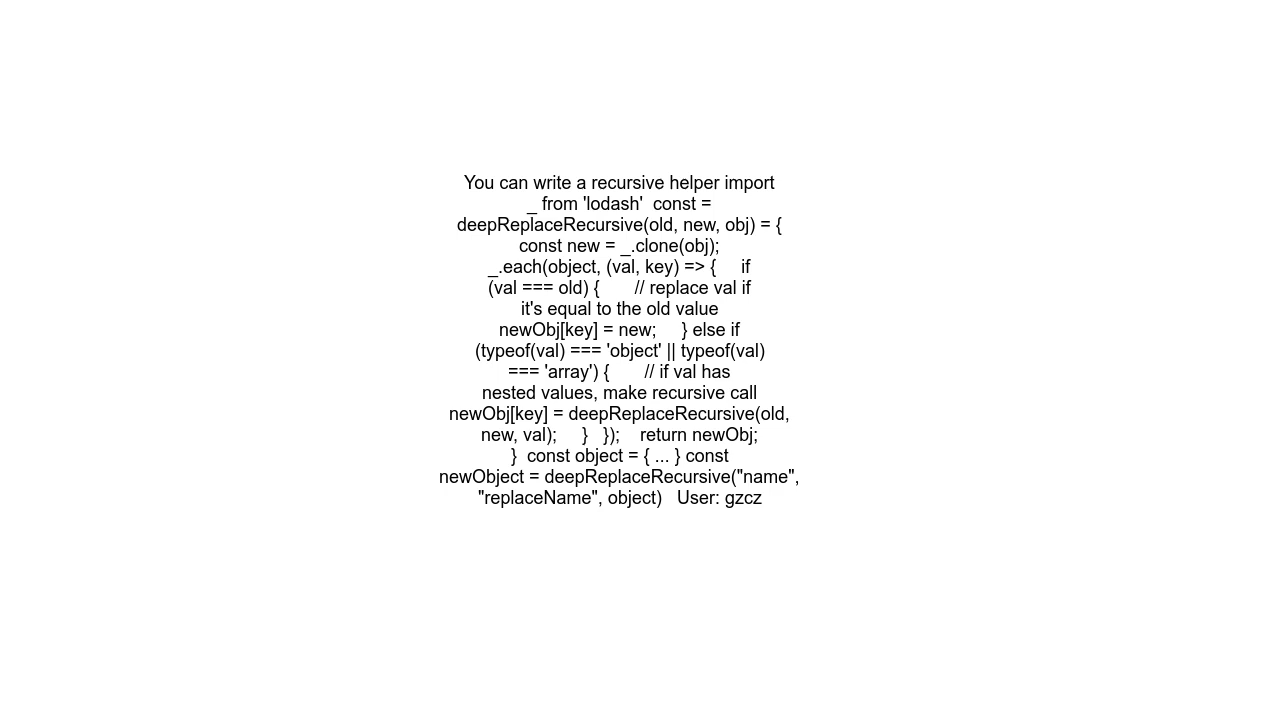 You can write a recursive helper import
_ from 'lodash'  const =
deepReplaceRecursive(old, new, obj) = {
const new = _.clone(obj);
_.each(object, (val, key) => {     if
(val === old) {       // replace val if
it's equal to the old value
newObj[key] = new;     } else if
(typeof(val) === 'object' || typeof(val)
=== 'array') {       // if val has
nested values, make recursive call
newObj[key] = deepReplaceRecursive(old,
new, val);     }   });    return newObj;
}  const object = { ... } const
newObject = deepReplaceRecursive("name",
"replaceName", object)   User: gzcz